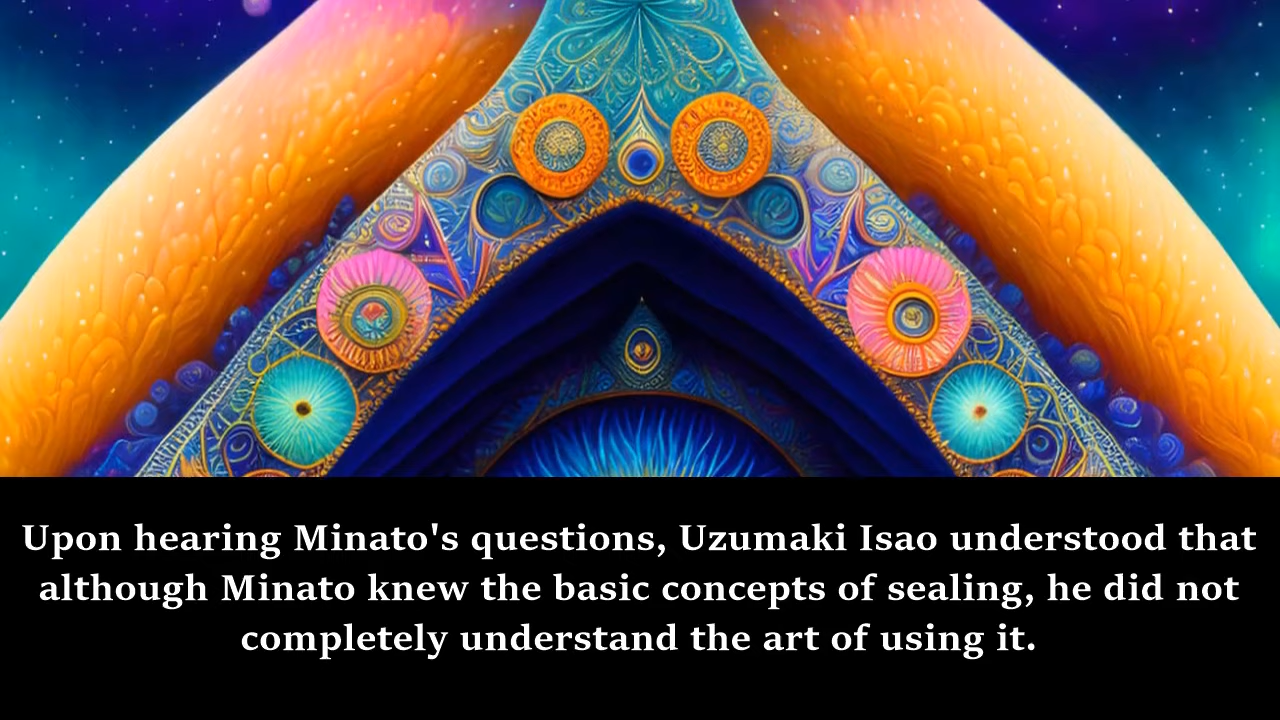 Upon hearing Minato's questions, Uzumaki Isao understood that
although Minato knew the basic concepts of sealing, he did not
completely understand the art of using it.